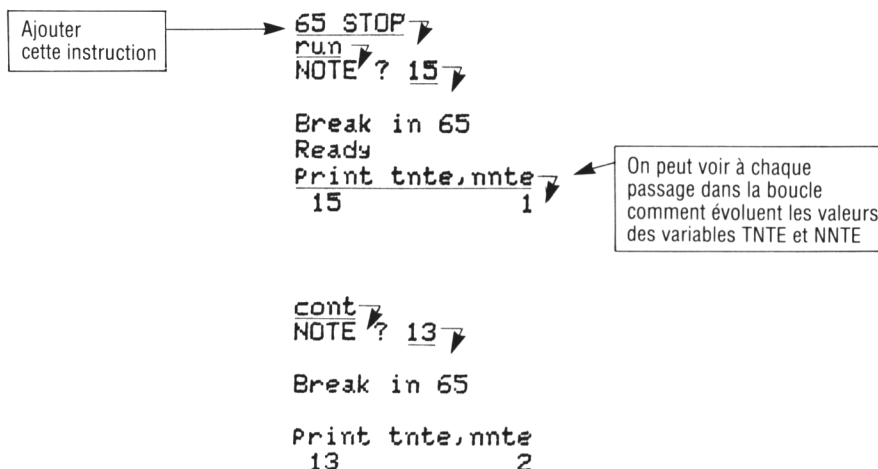 Ajouter
cette instruction
65 STOP
run
NOTE ? 15
Break in 65
Ready
print tnte,nnte
15 1
On peut voir à chaque
passage dans la boucle
comment évoluent les valeurs
des variables TNTE et NNTE
cont
NOTE ? 13
Break in 65
print tnte,nnte
13 2